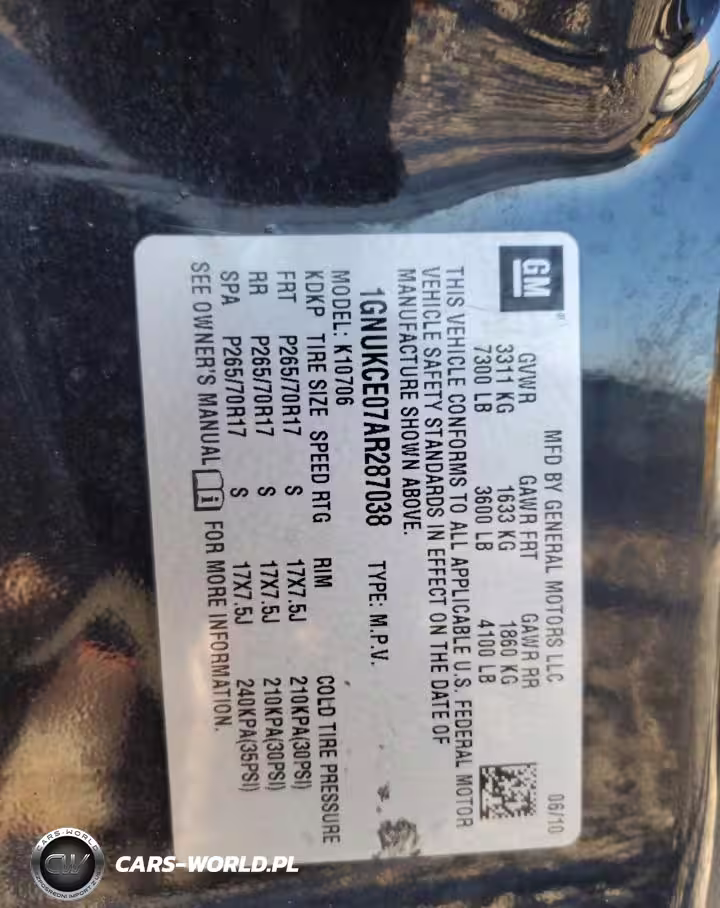 GM
MFD BY GENERAL MOTORS LLC 06/10
GVWR GAWR FRT GAWR RR
3311 KG 1633 KG 1860 KG
7300 LB 3600 LB 4100 LB
THIS VEHICLE CONFORMS TO ALL APPLICABLE U.S. FEDERAL MOTOR
VEHICLE SAFETY STANDARDS IN EFFECT ON THE DATE OF
MANUFACTURE SHOWN ABOVE.
1GNUKCE07AR287038 TYPE: M.P.V.
MODEL: K10706
KDKP TIRE SIZE SPEED RTG RIM COLD TIRE PRESSURE
FRT P265/70R17 S 17X7.5J 210KPA(30PSI)
RR P265/70R17 S 17X7.5J 210KPA(30PSI)
SPA P265/70R17 S 17X7.5J 240KPA(35PSI)
SEE OWNER'S MANUAL i FOR MORE INFORMATION.
CARS-WORLD
CW
CARS-WORLD.PL